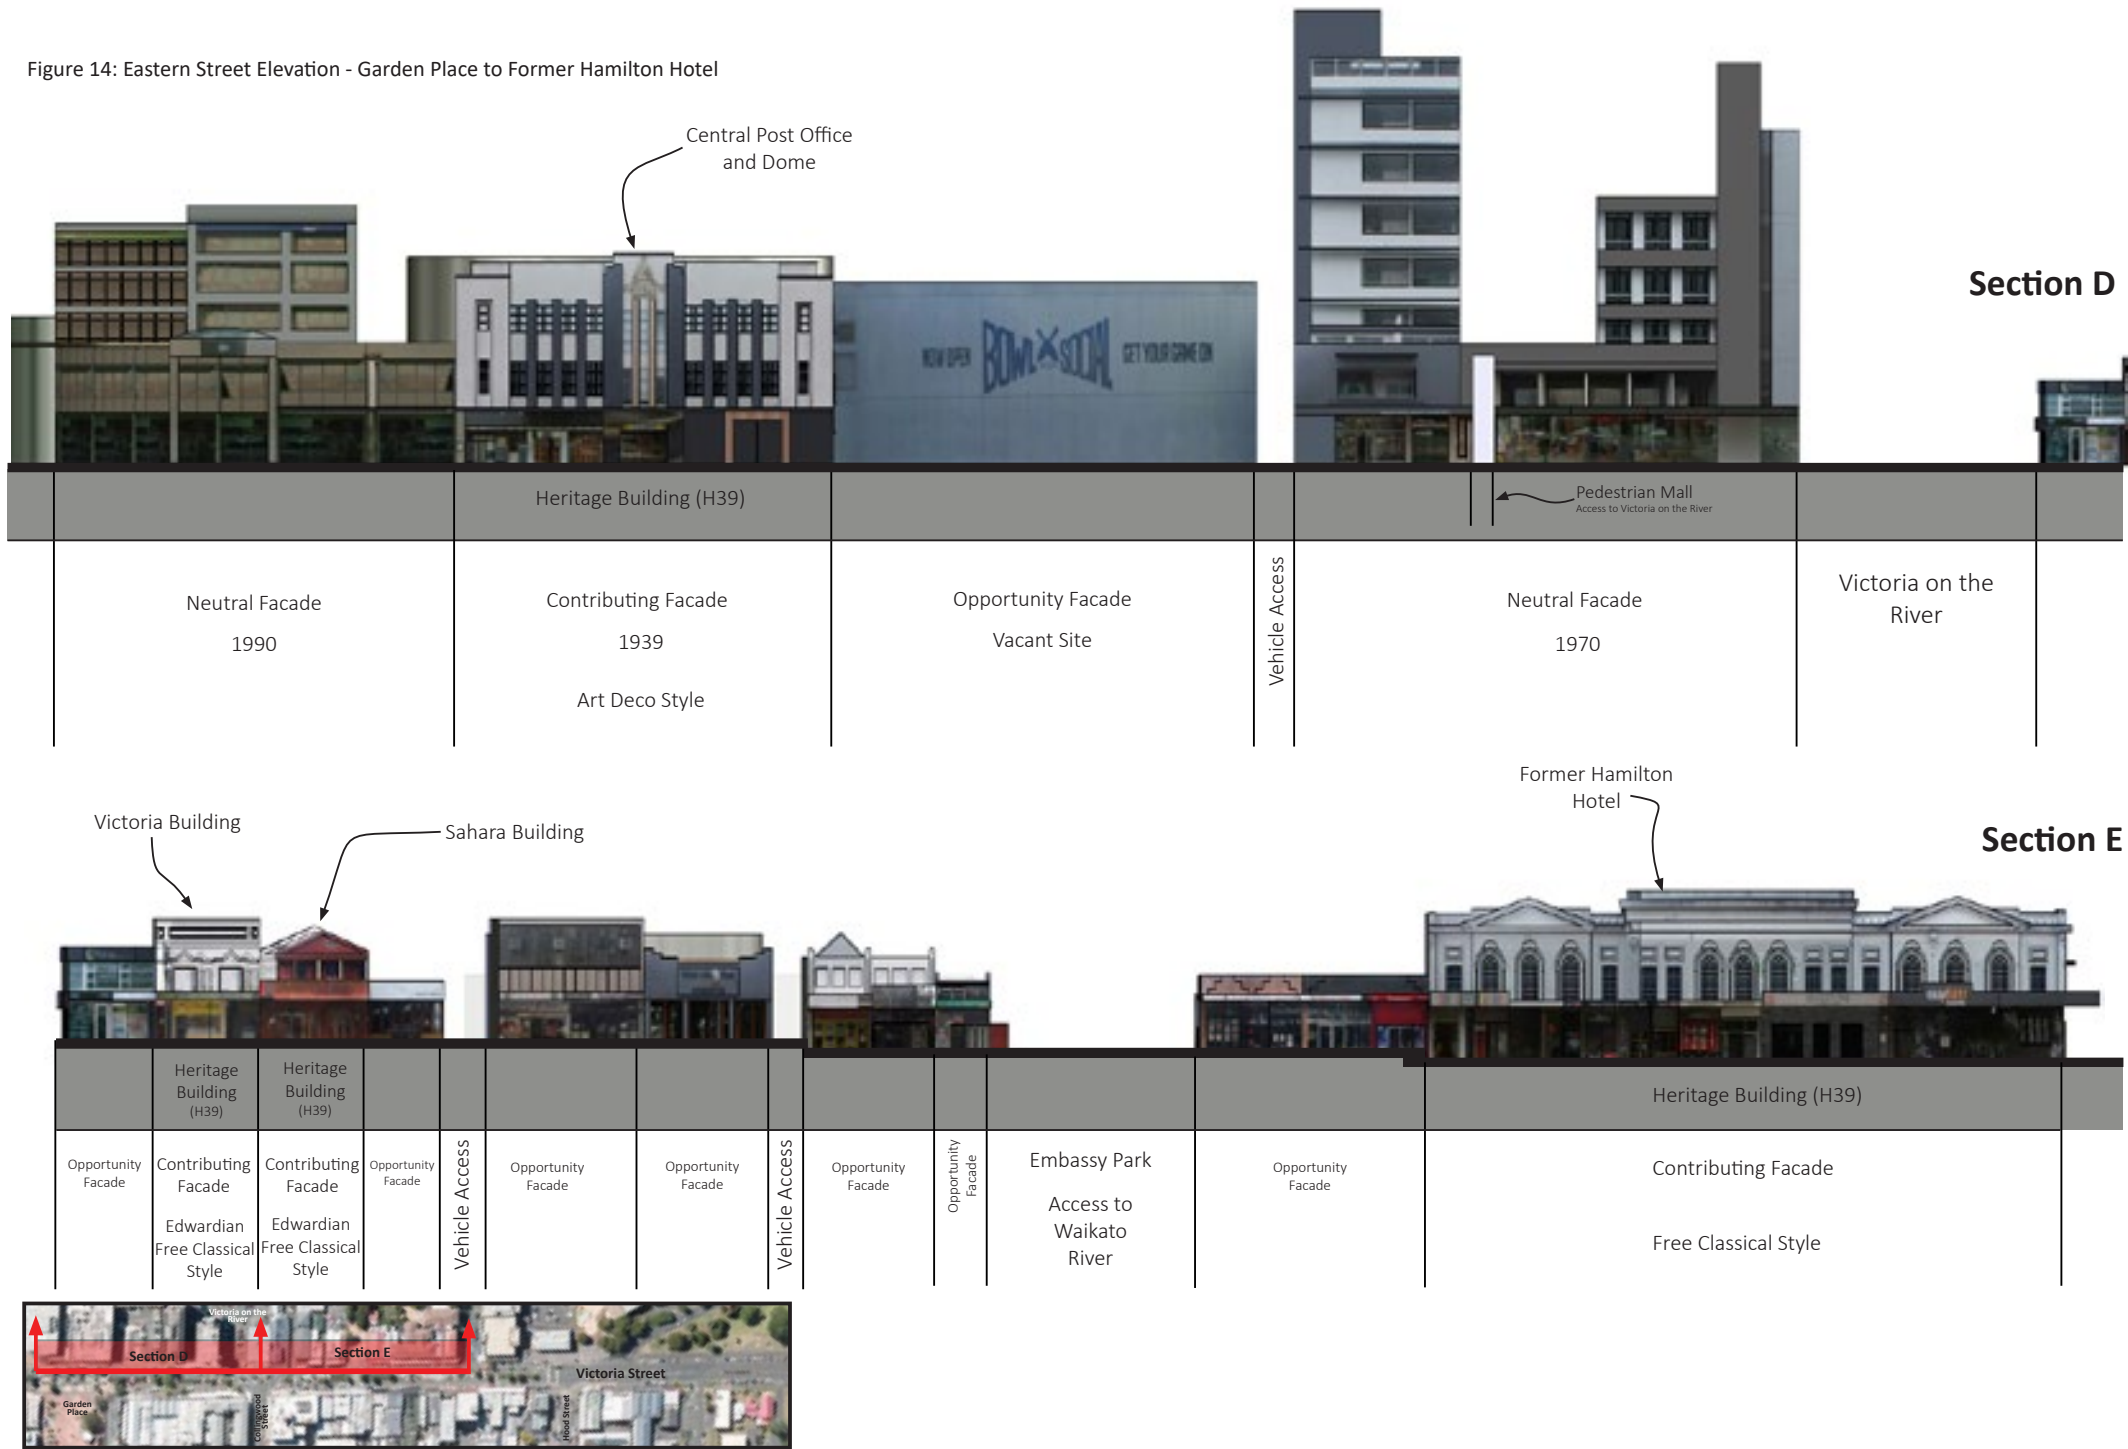 Figure 14: Eastern Street Elevation - Garden Place to Former Hamilton Hotel
Central Post Office
and Dome
Section D
NOW OPEN
BOWL SOCIAL
GET YOUR GAME ON
Heritage Building (H39)
Pedestrian Mall
Access to Victoria on the River
Neutral Facade
1990
Contributing Facade
1939
Art Deco Style
Opportunity Facade
Vacant Site
Vehicle Access
Neutral Facade
1970
Victoria on the
River
Victoria Building
Sahara Building
Former Hamilton
Hotel
Section E
Heritage
Building
(H39)
Heritage
Building
(H39)
Heritage Building (H39)
Opportunity
Facade
Contributing
Facade
Edwardian
Free Classical
Style
Contributing
Facade
Edwardian
Free Classical
Style
Opportunity
Facade
Vehicle Access
Opportunity
Facade
Opportunity
Facade
Vehicle Access
Opportunity
Facade
Opportunity
Facade
Embassy Park
Access to
Waikato
River
Opportunity
Facade
Contributing Facade
Free Classical Style
Victoria on the
River
Section D
Section E
Victoria Street
Garden
Place
Collingwood
Street
Hood Street